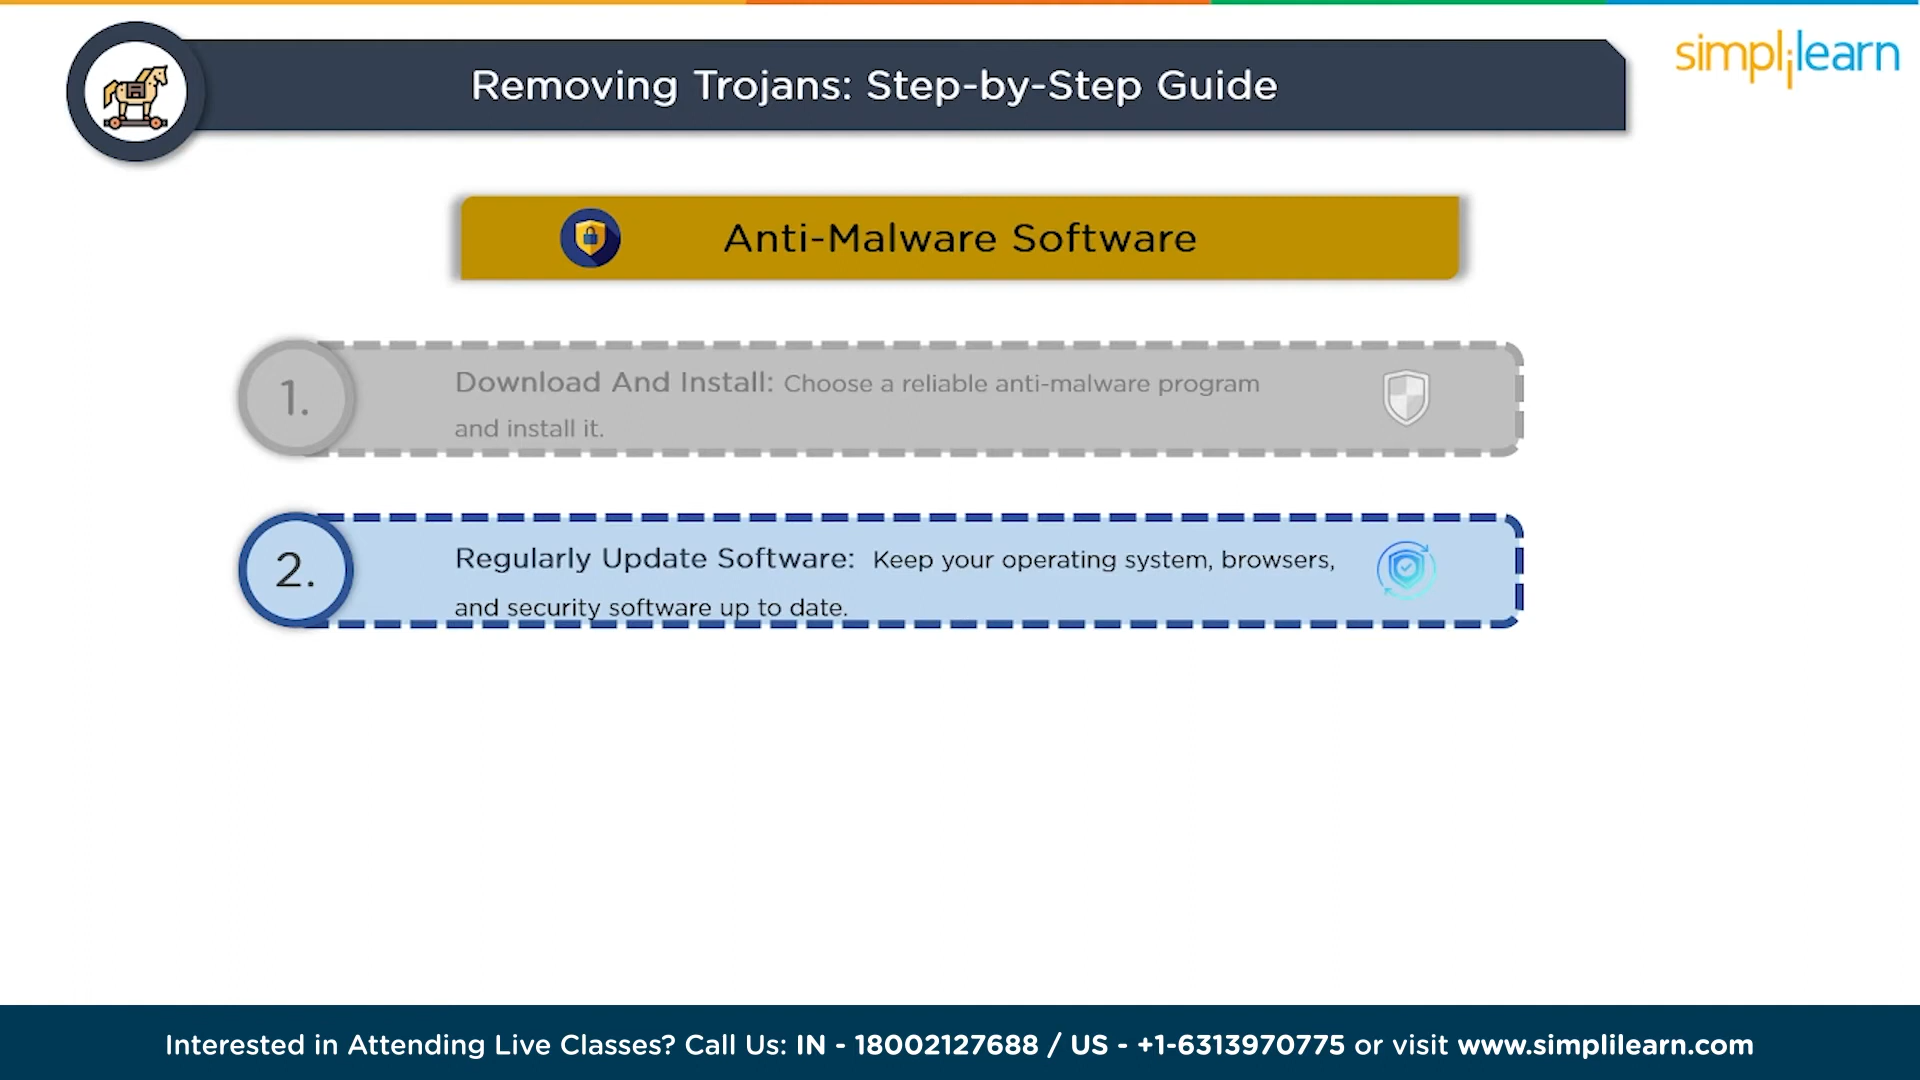 Removing Trojans: Step-by-Step Guide
simplilearn
Anti-Malware Software
1.
Download And Install: Choose a reliable anti-malware program
and install it.
2.
Regularly Update Software: Keep your operating system, browsers,
and security software up to date.
Interested in Attending Live Classes? Call Us: IN - 18002127688 / US - +1-6313970775 or visit www.simplilearn.com